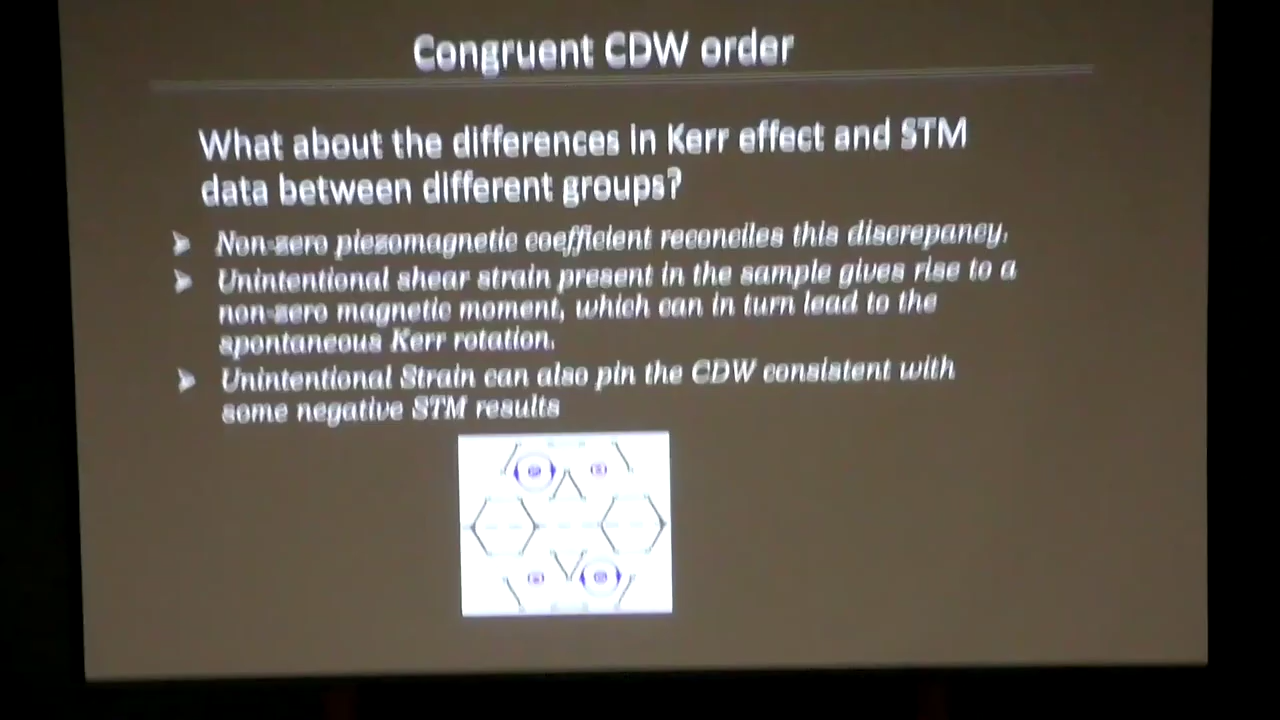 Congruent CDW order
What about the differences in Kerr effect and STM
data between different groups?
Non-zero piezomagnetic coefficient reconciles this discrepancy.
Unintentional shear strain present in the sample gives rise to a
non-zero magnetic moment, which can in turn lead to the
spontaneous Kerr rotation.
Unintentional Strain can also pin the CDW consistent with
some negative STM results